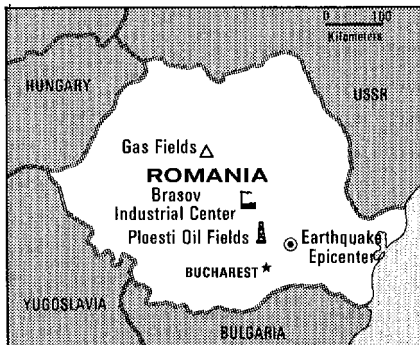 0 100
Kilometers
HUNGARY
USSR
Gas Fields
ROMANIA
Brasov
Industrial Center
Ploesti Oil Fields
Earthquake
Epicenter
BUCHAREST
YUGOSLAVIA
BULGARIA